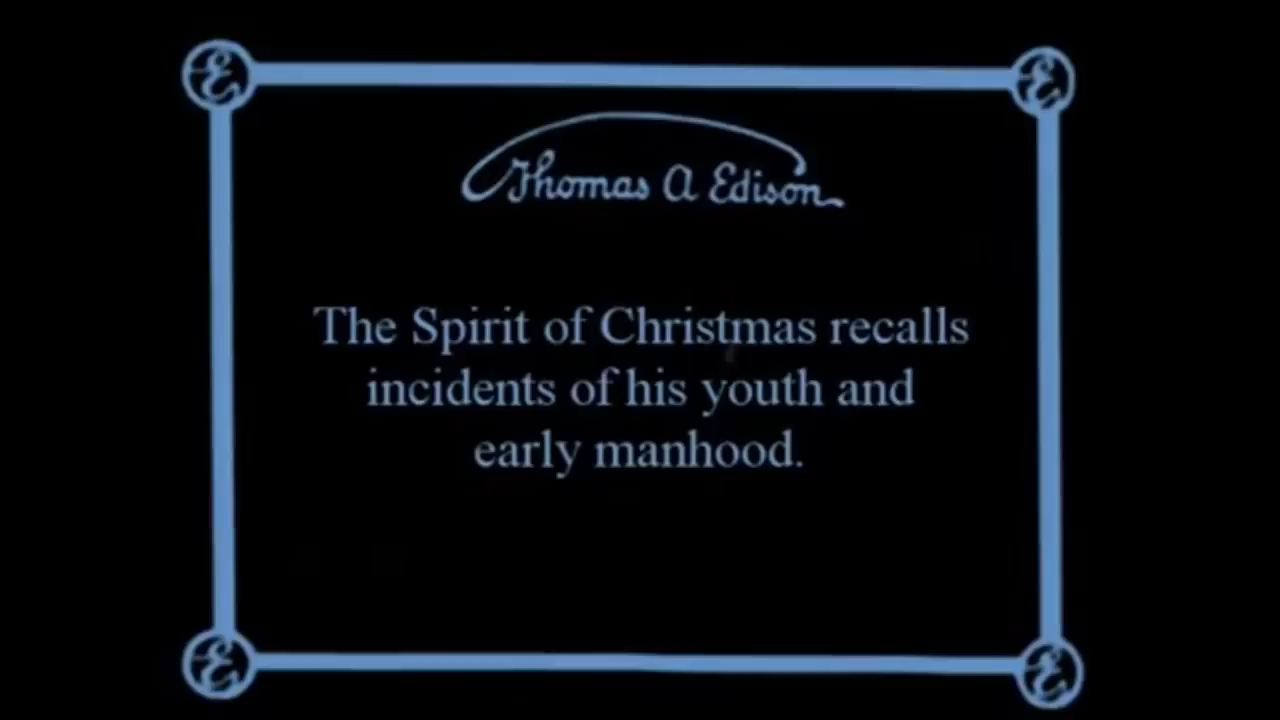 Thomas A Edison
The Spirit of Christmas recalls
incidents of his youth and
early manhood.
E
E
E
E